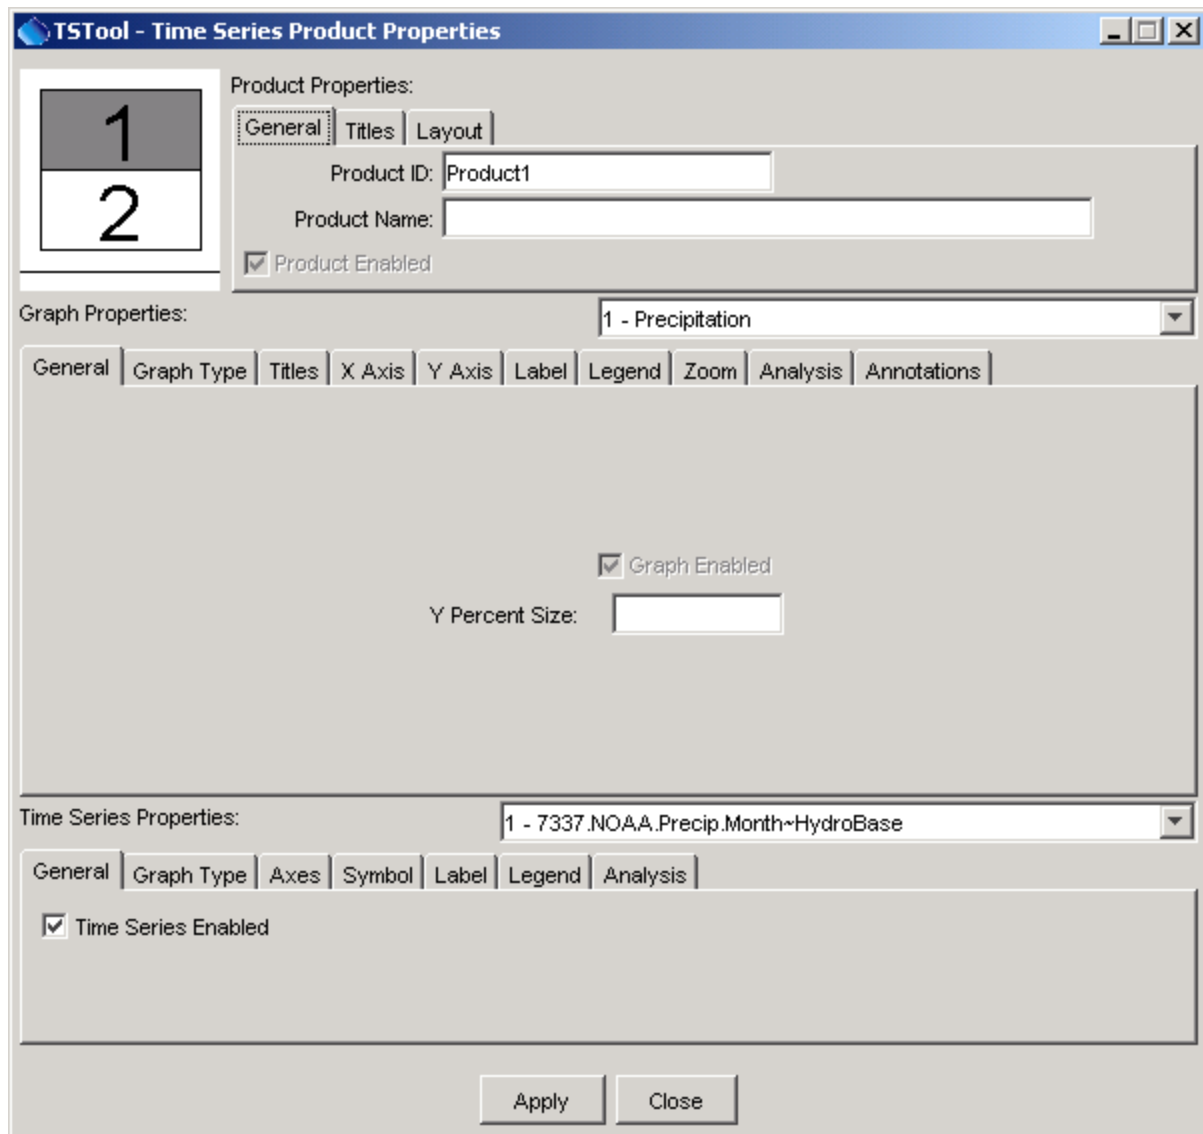 TSTool - Time Series Product Properties
1
2
Product Properties:
General Titles Layout
Product ID: Product1
Product Name:
Product Enabled
Graph Properties: 1 - Precipitation
General Graph Type Titles X Axis Y Axis Label Legend Zoom Analysis Annotations
Graph Enabled
Y Percent Size:
Time Series Properties: 1 - 7337.NOAA.Precip.Month~HydroBase
General Graph Type Axes Symbol Label Legend Analysis
Time Series Enabled
Apply Close